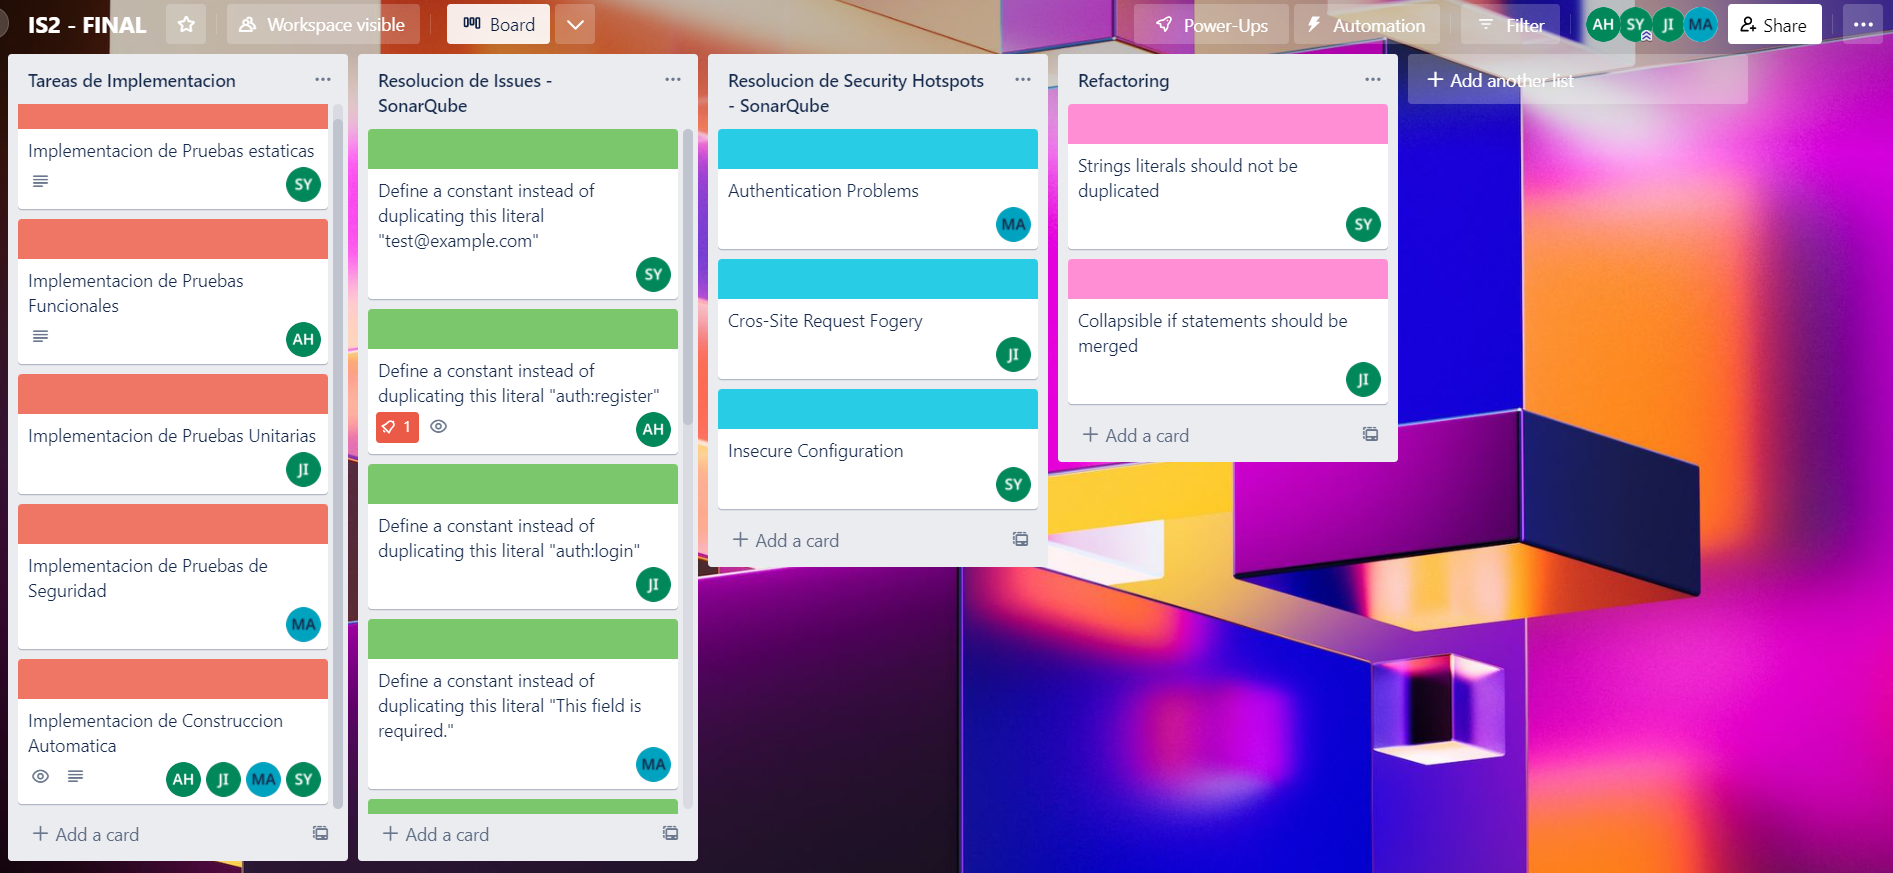 IS2 - FINAL
Workspace visible
Board
Power-Ups
Automation
Filter
AH
SY
JI
MA
Share
Tareas de Implementacion
Implementacion de Pruebas estaticas
SY
Implementacion de Pruebas
Funcionales
AH
Implementacion de Pruebas Unitarias
JI
Implementacion de Pruebas de
Seguridad
MA
Implementacion de Construccion
Automatica
AH
JI
MA
SY
Add a card
Resolucion de Issues -
SonarQube
Define a constant instead of
duplicating this literal
"test@example.com"
SY
Define a constant instead of
duplicating this literal "auth:register"
1
AH
Define a constant instead of
duplicating this literal "auth:login"
JI
Define a constant instead of
duplicating this literal "This field is
required."
MA
Add a card
Resolucion de Security Hotspots
- SonarQube
Authentication Problems
MA
Cros-Site Request Fogery
JI
Insecure Configuration
SY
Add a card
Refactoring
Strings literals should not be
duplicated
SY
Collapsible if statements should be
merged
JI
Add a card
Add another list